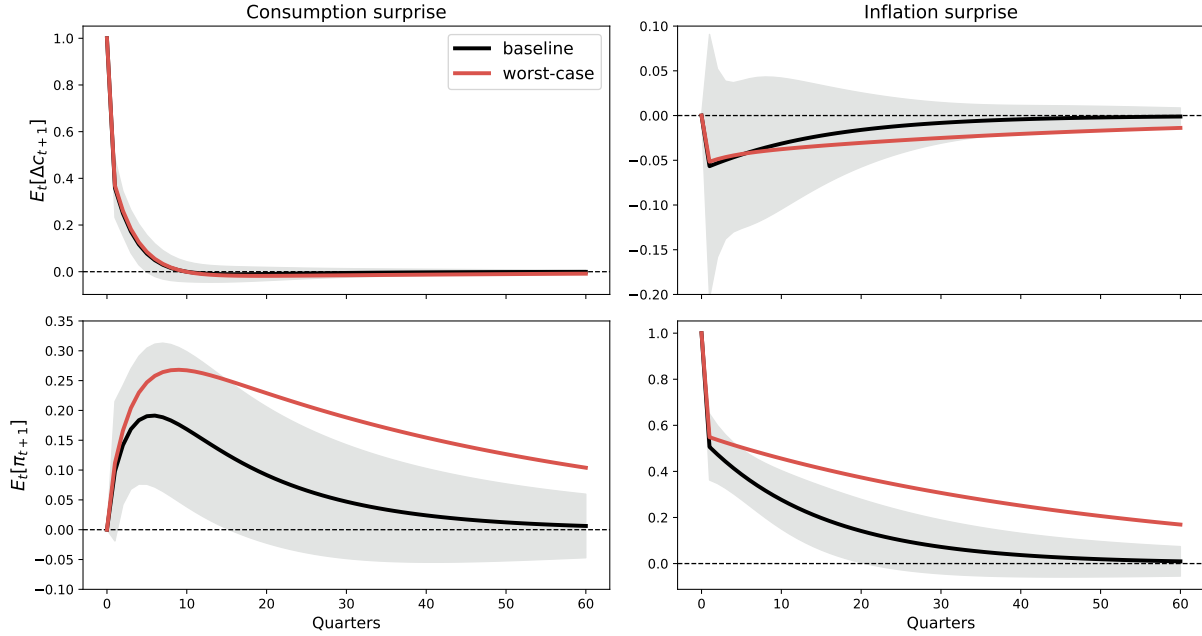 Consumption surprise
Inflation surprise
E_t[Δc_{t+1}]
1.0
0.8
0.6
0.4
0.2
0.0
baseline
worst-case
0.10
0.05
0.00
−0.05
−0.10
−0.15
−0.20
E_t[π_{t+1}]
0.35
0.30
0.25
0.20
0.15
0.10
0.05
0.00
−0.05
−0.10
0 10 20 30 40 50 60
Quarters
1.0
0.8
0.6
0.4
0.2
0.0
0 10 20 30 40 50 60
Quarters